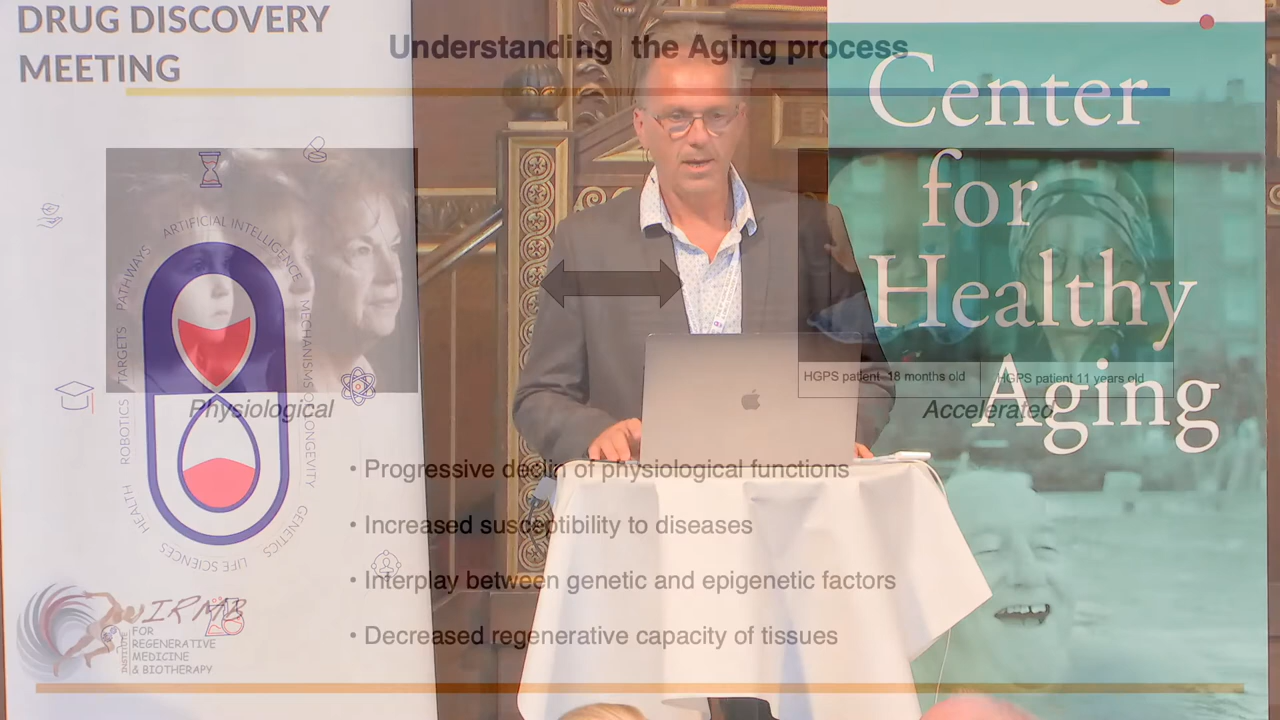 DRUG DISCOVERY
MEETING
Understanding the Aging process
Center
for
Healthy
Aging
ARTIFICIAL INTELLIGENCE
MECHANISMS OF LONGEVITY
GENETICS
LIFE SCIENCES
HEALTH
ROBOTICS
TARGETS
PATHWAYS
HGPS patient 18 months old
HGPS patient 11 years old
Physiological
Accelerated
• Progressive declin of physiological functions
• Increased susceptibility to diseases
• Interplay between genetic and epigenetic factors
• Decreased regenerative capacity of tissues
IRMB
INSTITUTE
FOR
REGENERATIVE
MEDICINE
& BIOTHERAPY